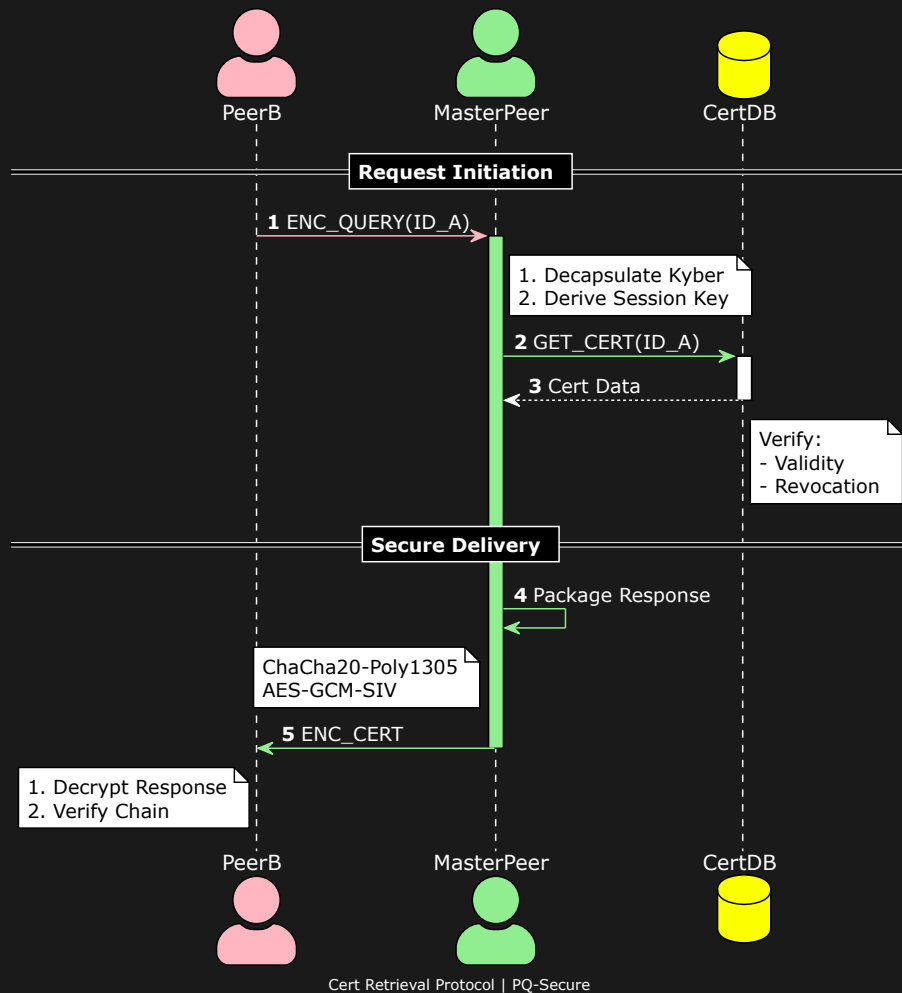 PeerB
MasterPeer
CertDB
Request Initiation
1 ENC_QUERY(ID_A)
1. Decapsulate Kyber
2. Derive Session Key
2 GET_CERT(ID_A)
3 Cert Data
Verify:
- Validity
- Revocation
Secure Delivery
4 Package Response
ChaCha20-Poly1305
AES-GCM-SIV
5 ENC_CERT
1. Decrypt Response
2. Verify Chain
PeerB
MasterPeer
CertDB
Cert Retrieval Protocol | PQ-Secure